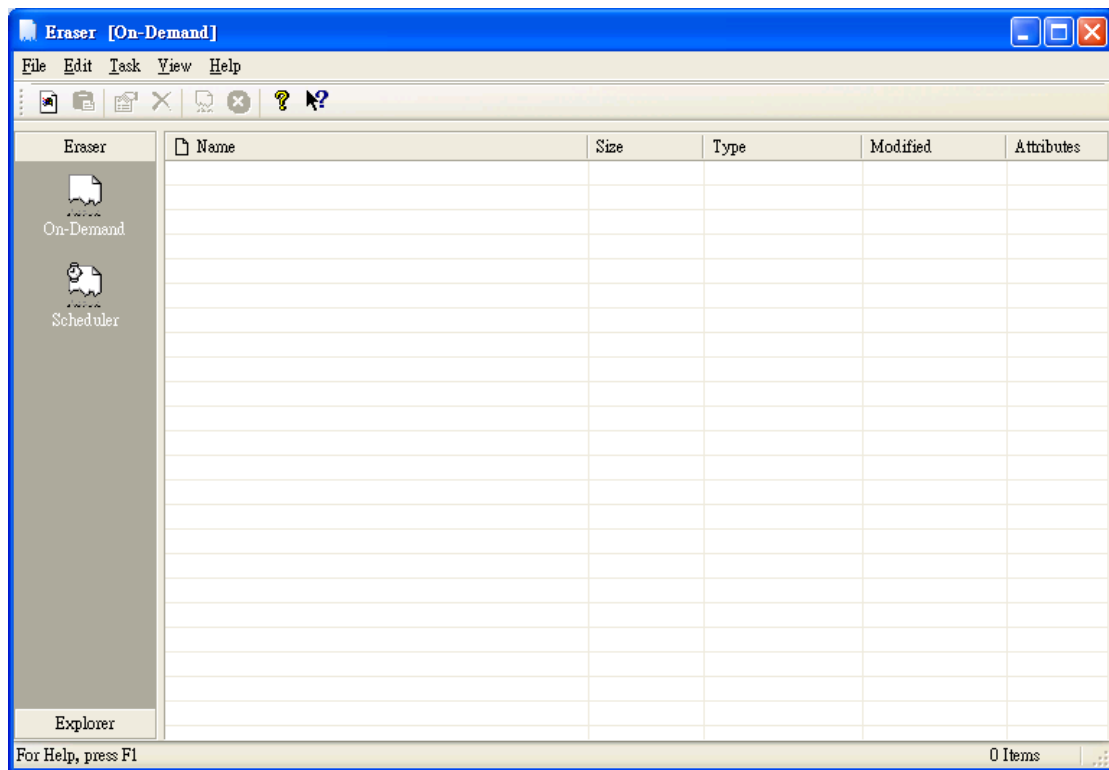 Eraser [On-Demand]
File Edit Task View Help
Eraser
Name Size Type Modified Attributes
On-Demand
Scheduler
Explorer
For Help, press F1 0 Items